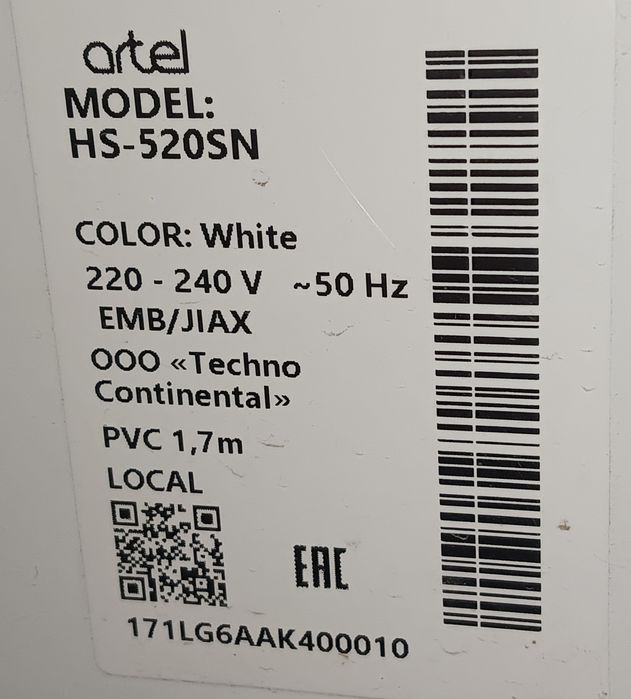 artel
MODEL:
HS-520SN
COLOR: White
220 - 240 V ~50 Hz
EMB/JIAX
OOO «Techno
Continental»
PVC 1,7m
LOCAL
EAC
171LG6AAK400010